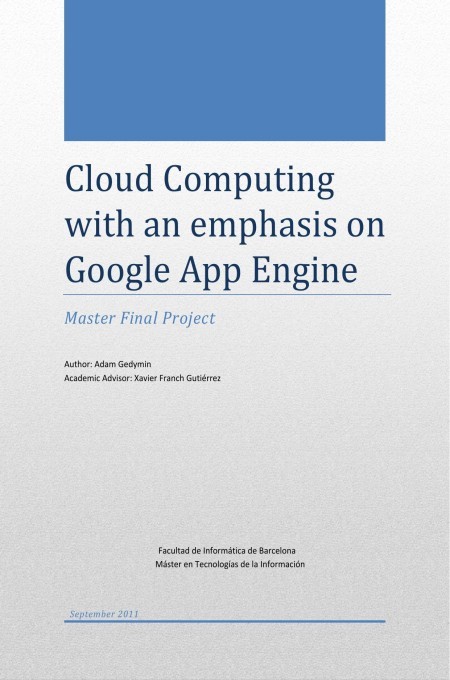 Cloud Computing
with an emphasis on
Google App Engine
Master Final Project
Author: Adam Gedymin
Academic Advisor: Xavier Franch Gutiérrez
Facultad de Informática de Barcelona
Máster en Tecnologías de la Información
September 2011